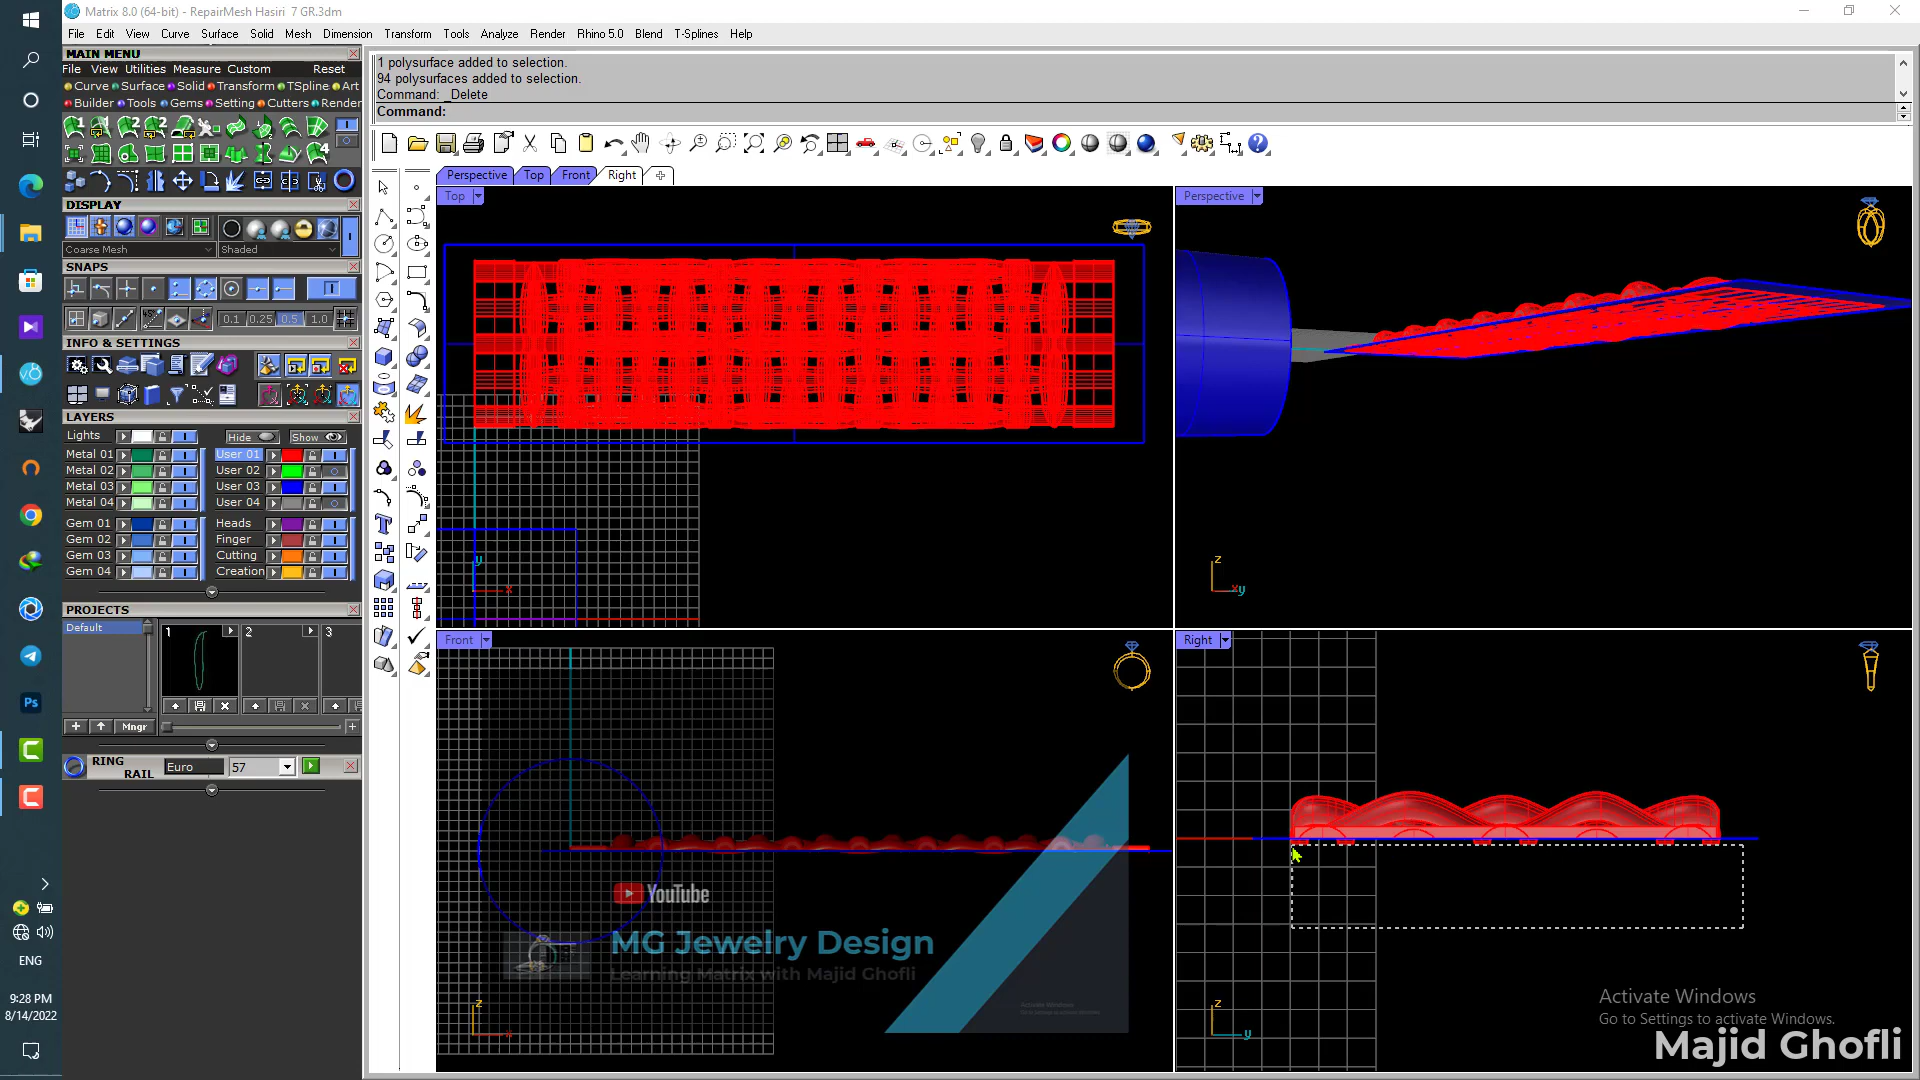 Matrix 8.0 (64-bit) - RepairMesh Hasiri  7 GR.3dm
File Edit View Curve Surface Solid Mesh Dimension Transform Tools Analyze Render Rhino 5.0 Blend T-Splines Help
MAIN MENU
File View Utilities Measure Custom Reset
Curve Surface Solid Transform TSpline Art
Builder Tools Gems Setting Cutters Render
1 polysurface added to selection.
94 polysurfaces added to selection.
Command: _Delete
Command:
Perspective Top Front Right
DISPLAY
Coarse Mesh Shaded
SNAPS
0.1 0.25 0.5 1.0
INFO & SETTINGS
LAYERS
Lights Hide Show
Metal 01 User 01
Metal 02 User 02
Metal 03 User 03
Metal 04 User 04
Gem 01 Heads
Gem 02 Finger
Gem 03 Cutting
Gem 04 Creation
PROJECTS
Default 1 2 3
Mngr
RING RAIL Euro 57
Top
y
x
Perspective
z
x y
Front
z
x
Right
z
y
YouTube
MG Jewelry Design
Learning Matrix with Majid Ghofli
Activate Windows
Go to Settings to activate Windows.
Majid Ghofli
Ps
ENG
9:28 PM
8/14/2022